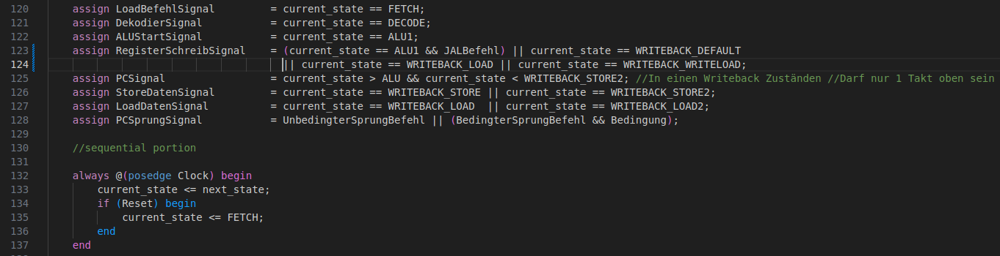 120 assign LoadBefehlSignal = current_state == FETCH;
121 assign DekodierSignal = current_state == DECODE;
122 assign ALUStartSignal = current_state == ALU1;
123 assign RegisterSchreibSignal = (current_state == ALU1 && JALBefehl) || current_state == WRITEBACK_DEFAULT
124 || current_state == WRITEBACK_LOAD || current_state == WRITEBACK_WRITELOAD;
125 assign PCSignal = current_state > ALU && current_state < WRITEBACK_STORE2; //In einen Writeback Zuständen //Darf nur 1 Takt oben sein
126 assign StoreDatenSignal = current_state == WRITEBACK_STORE || current_state == WRITEBACK_STORE2;
127 assign LoadDatenSignal = current_state == WRITEBACK_LOAD || current_state == WRITEBACK_LOAD2;
128 assign PCSprungSignal = UnbedingterSprungBefehl || (BedingterSprungBefehl && Bedingung);
129
130 //sequential portion
131
132 always @(posedge Clock) begin
133 current_state <= next_state;
134 if (Reset) begin
135 current_state <= FETCH;
136 end
137 end